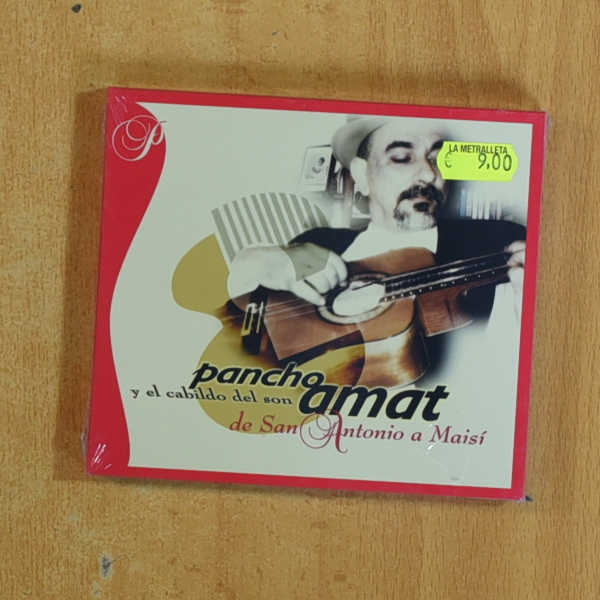 P
LA METRALLETA
€ 9,00
pancho amat
y el cabildo del son
de San Antonio a Maisí